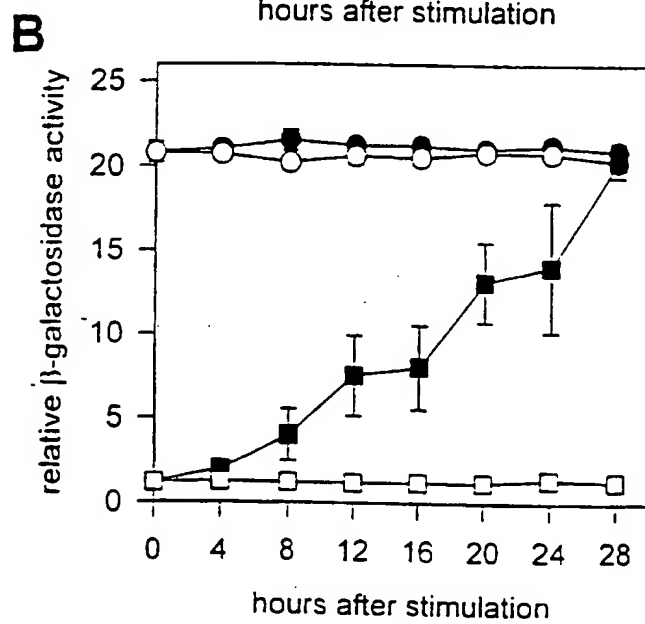 hours after stimulation
B
relative β-galactosidase activity
25
20
15
10
5
0
0 4 8 12 16 20 24 28
hours after stimulation